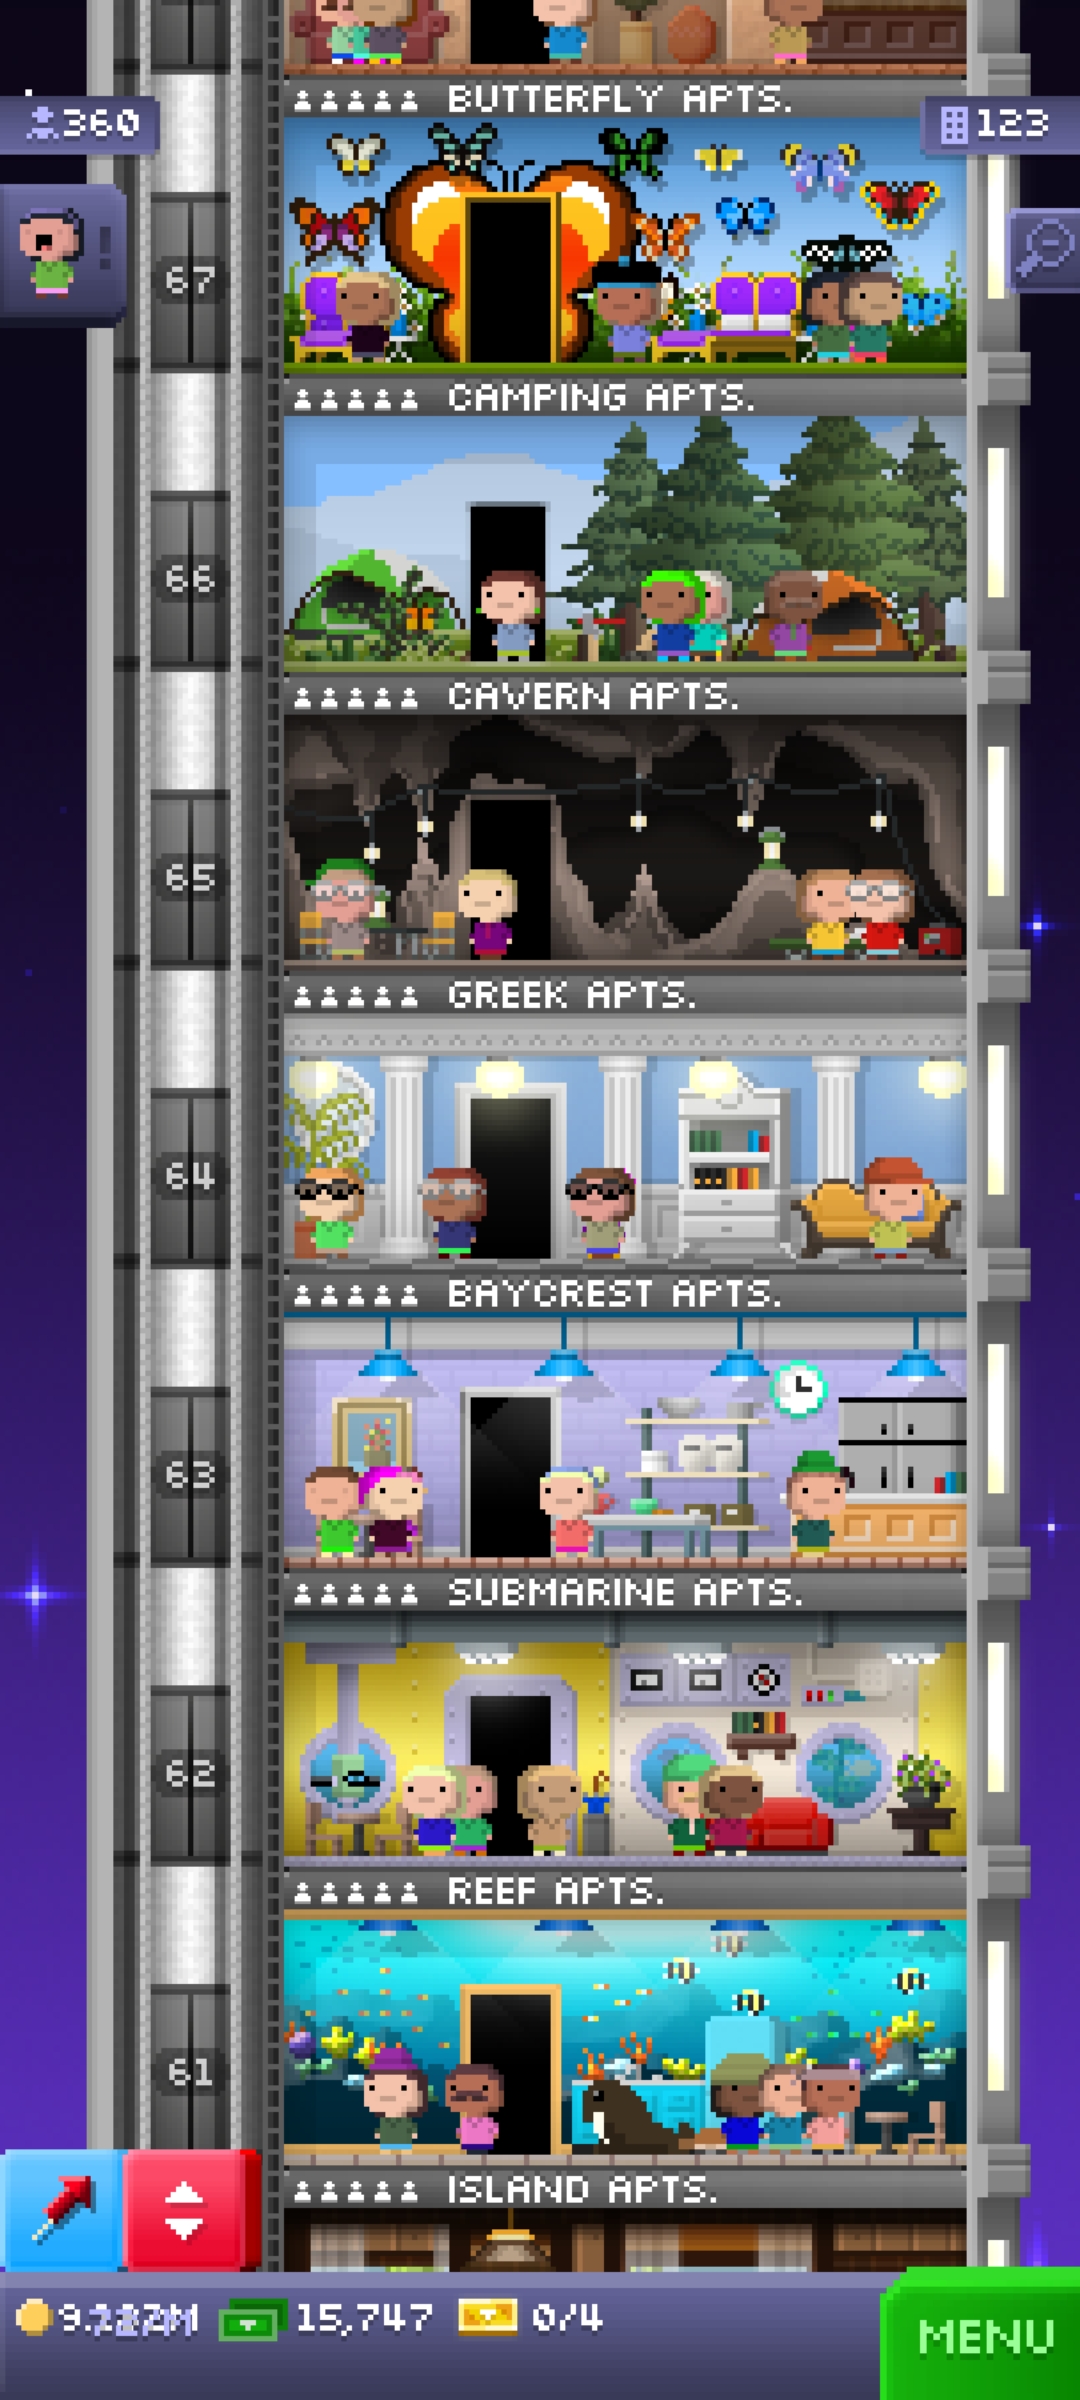 BUTTERFLY APTS.
360
123
!
67
CAMPING APTS.
66
CAVERN APTS.
65
GREEK APTS.
64
BAYCREST APTS.
63
SUBMARINE APTS.
62
REEF APTS.
61
ISLAND APTS.
15,747 0/4
MENU